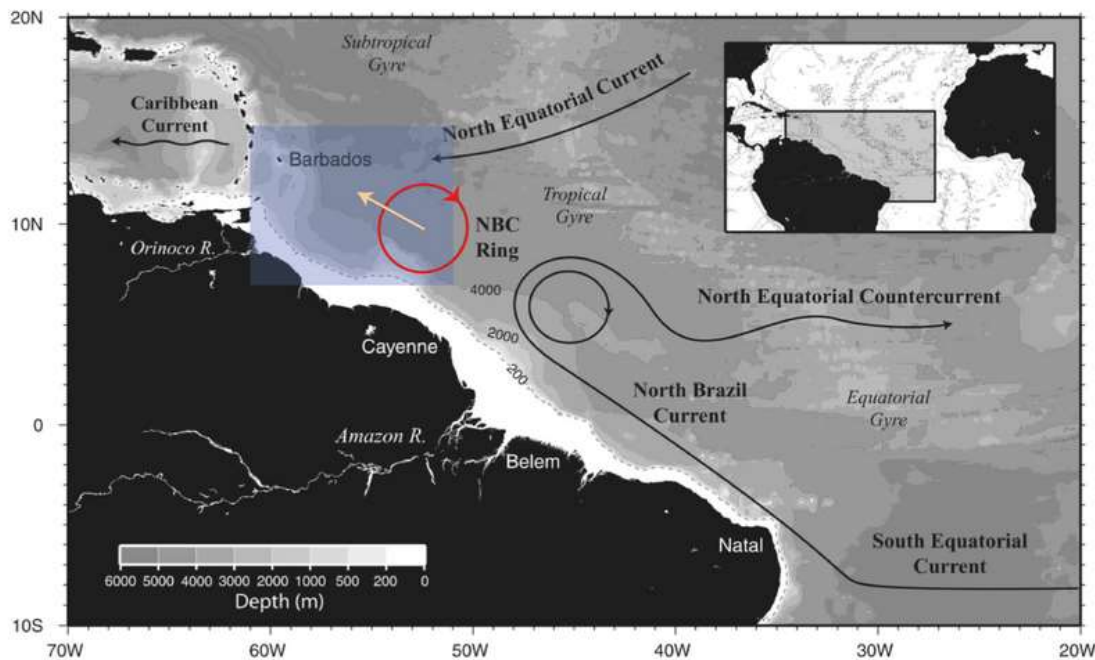 20N
10N
0
10S
70W
60W
50W
40W
30W
20W
Subtropical
Gyre
Caribbean
Current
North Equatorial Current
Barbados
Tropical
Gyre
NBC
Ring
Orinoco R.
4000
2000
200
North Equatorial Countercurrent
Cayenne
North Brazil
Current
Equatorial
Gyre
Amazon R.
Belem
Natal
South Equatorial
Current
6000 5000 4000 3000 2000 1000 500 200 0
Depth (m)